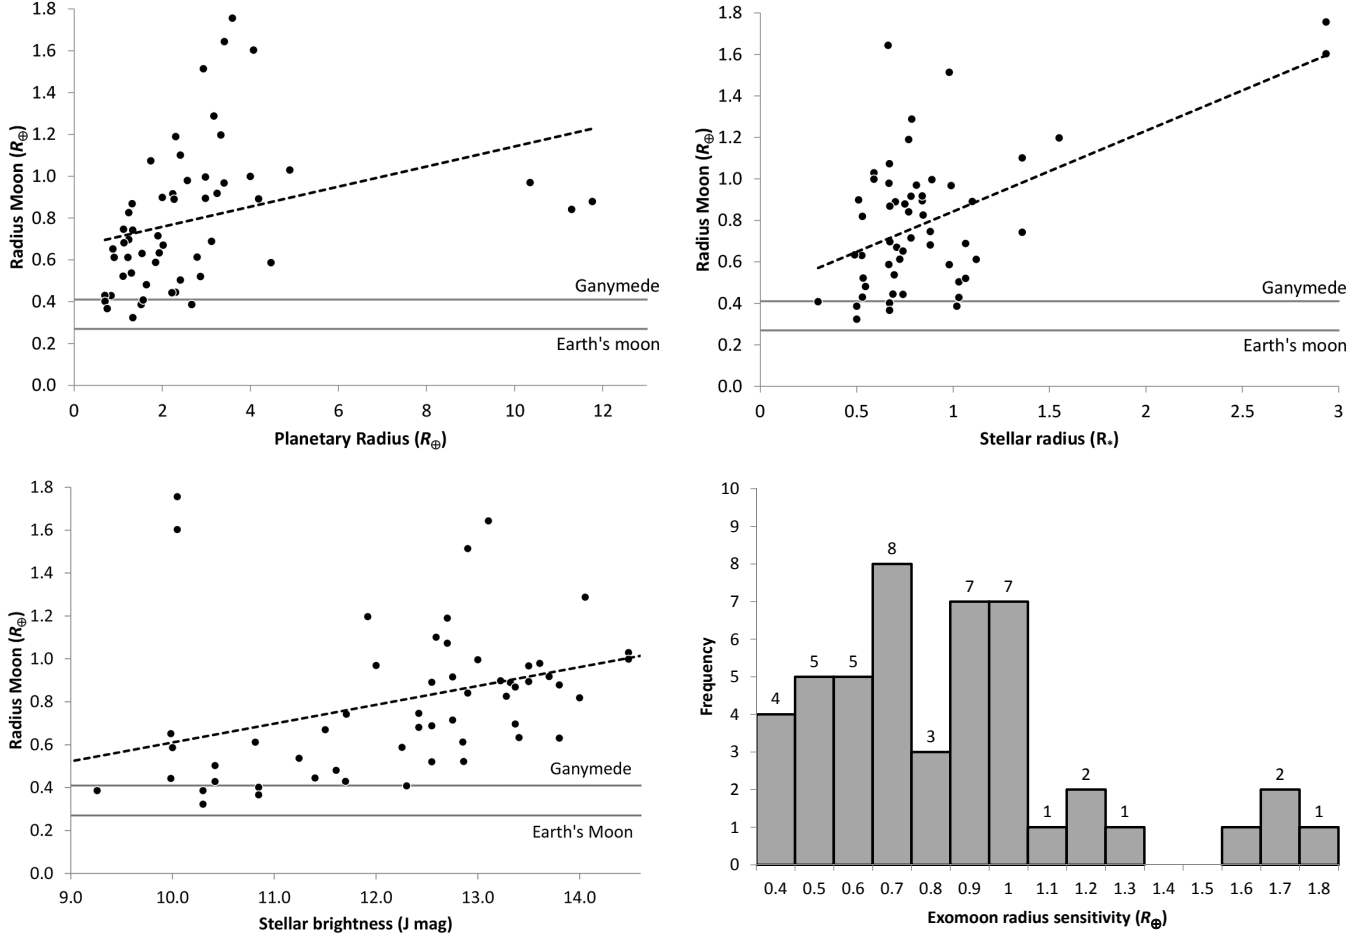 1.8
1.6
1.4
1.2
1.0
0.8
0.6
0.4
0.2
0.0
Radius Moon (R⊕)
Ganymede
Earth's moon
0 2 4 6 8 10 12
Planetary Radius (R⊕)
1.8
1.6
1.4
1.2
1.0
0.8
0.6
0.4
0.2
0.0
Radius Moon (R⊕)
Ganymede
Earth's moon
0 0.5 1 1.5 2 2.5 3
Stellar radius (R*)
1.8
1.6
1.4
1.2
1.0
0.8
0.6
0.4
0.2
0.0
Radius Moon (R⊕)
Ganymede
Earth's Moon
9.0 10.0 11.0 12.0 13.0 14.0
Stellar brightness (J mag)
10
9
8
7
6
5
4
3
2
1
0
Frequency
4 5 5 8 3 7 7 1 2 1 2 1
0.4 0.5 0.6 0.7 0.8 0.9 1 1.1 1.2 1.3 1.4 1.5 1.6 1.7 1.8
Exomoon radius sensitivity (R⊕)